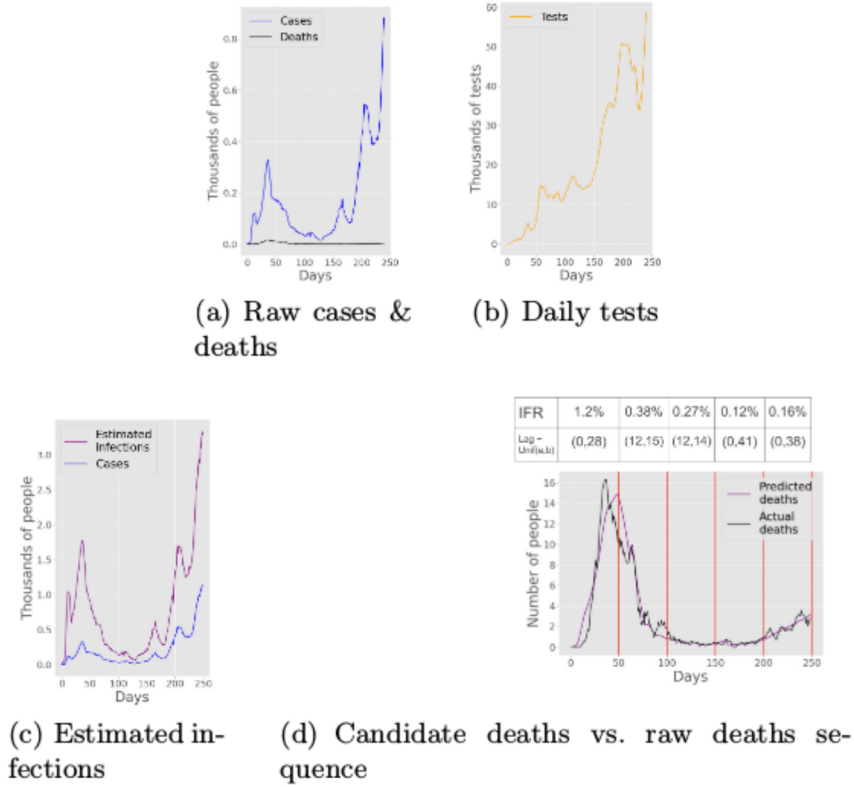 Cases
Deaths
Thousands of people
0.8
0.6
0.4
0.2
0.0
0 50 100 150 200 250
Days
(a) Raw cases &
deaths
Tests
Thousands of tests
60
50
40
30
20
10
0
0 50 100 150 200 250
Days
(b) Daily tests
Estimated
infections
Cases
Thousands of people
3.0
2.5
2.0
1.5
1.0
0.5
0.0
0 50 100 150 200 250
Days
(c) Estimated in-
fections
IFR 1.2% 0.38% 0.27% 0.12% 0.16%
Lag ~
Unif(a,b) (0,28) (12,15) (12,14) (0,41) (0,38)
Predicted
deaths
Actual
deaths
Number of people
16
14
12
10
8
6
4
2
0
0 50 100 150 200 250
Days
(d) Candidate deaths vs. raw deaths se-
quence